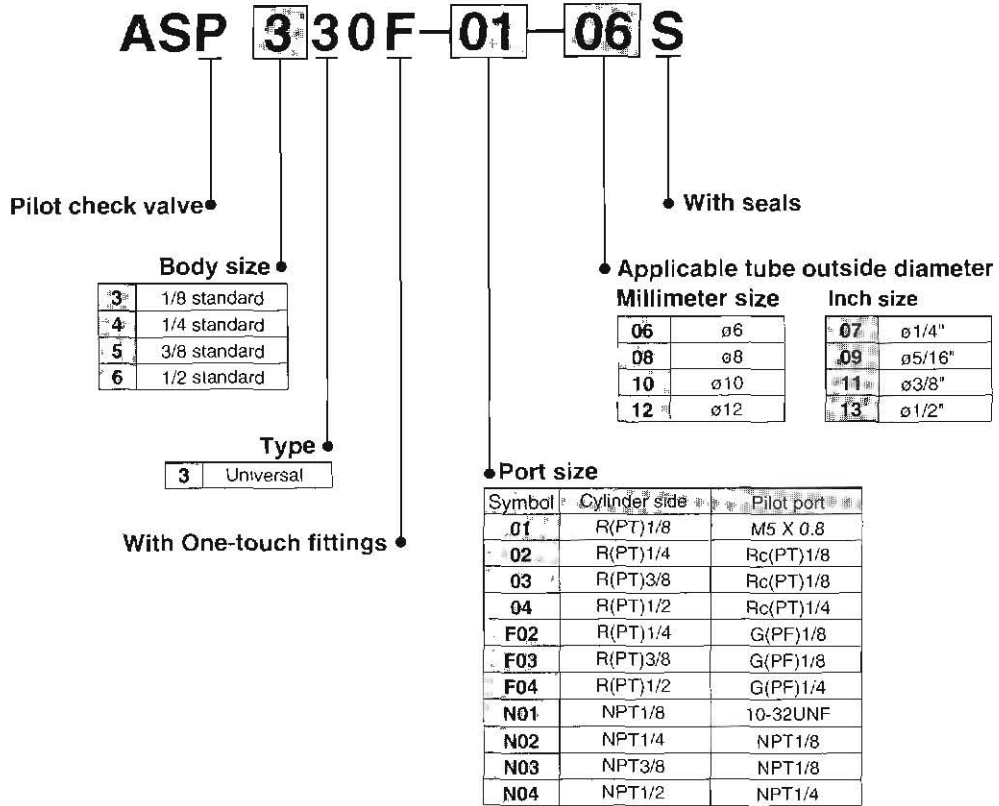 ASP 3 3 0 F-01-06 S
Pilot check valve
With seals
Body size
3 1/8 standard
4 1/4 standard
5 3/8 standard
6 1/2 standard
Applicable tube outside diameter
Millimeter size
06 ø6
08 ø8
10 ø10
12 ø12
Inch size
07 ø1/4"
09 ø5/16"
11 ø3/8"
13 ø1/2"
Type
3 Universal
With One-touch fittings
Port size
Symbol Cylinder side Pilot port
01 R(PT)1/8 M5 X 0.8
02 R(PT)1/4 Rc(PT)1/8
03 R(PT)3/8 Rc(PT)1/8
04 R(PT)1/2 Rc(PT)1/4
F02 R(PT)1/4 G(PF)1/8
F03 R(PT)3/8 G(PF)1/8
F04 R(PT)1/2 G(PF)1/4
N01 NPT1/8 10-32UNF
N02 NPT1/4 NPT1/8
N03 NPT3/8 NPT1/8
N04 NPT1/2 NPT1/4